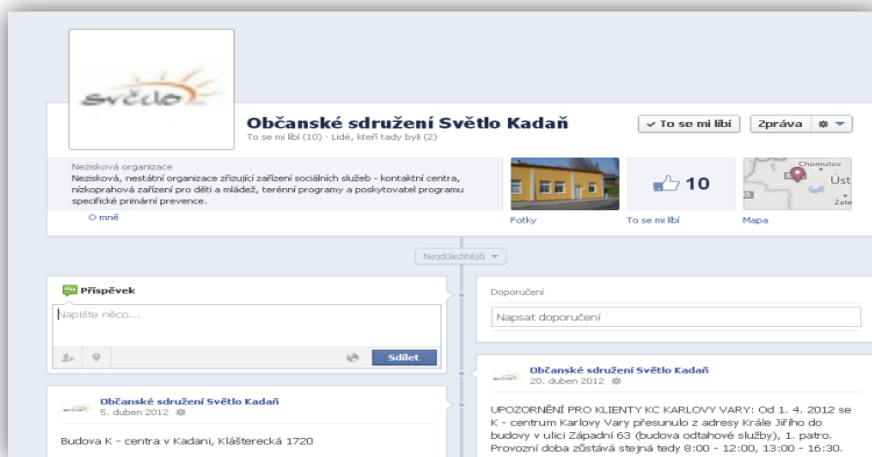 světlo
Občanské sdružení Světlo Kadaň
To se mi líbí (10) · Lidé, kteří tady byli (2)
✓ To se mi líbí
Zpráva
Nezisková organizace
Nezisková, nestátní organizace zřizující zařízení sociálních služeb - kontaktní centra,
nízkoprahová zařízení pro děti a mládež, terénní programy a poskytovatel programu
specifické primární prevence.
O mně
Fotky
10
To se mi líbí
Chomutov
Úst
Žate
Mapa
Nejdůležitější
Příspěvek
Napište něco...
Sdílet
Občanské sdružení Světlo Kadaň
5. duben 2012
Budova K - centra v Kadani, Klášterecká 1720
Doporučení
Napsat doporučení
Občanské sdružení Světlo Kadaň
20. duben 2012
UPOZORNĚNÍ PRO KLIENTY KC KARLOVY VARY: Od 1. 4. 2012 se
K - centrum Karlovy Vary přesunulo z adresy Krále Jiřího do
budovy v ulici Západní 63 (budova odtahové služby), 1. patro.
Provozní doba zůstává stejná tedy 8:00 - 12:00, 13:00 - 16:30.